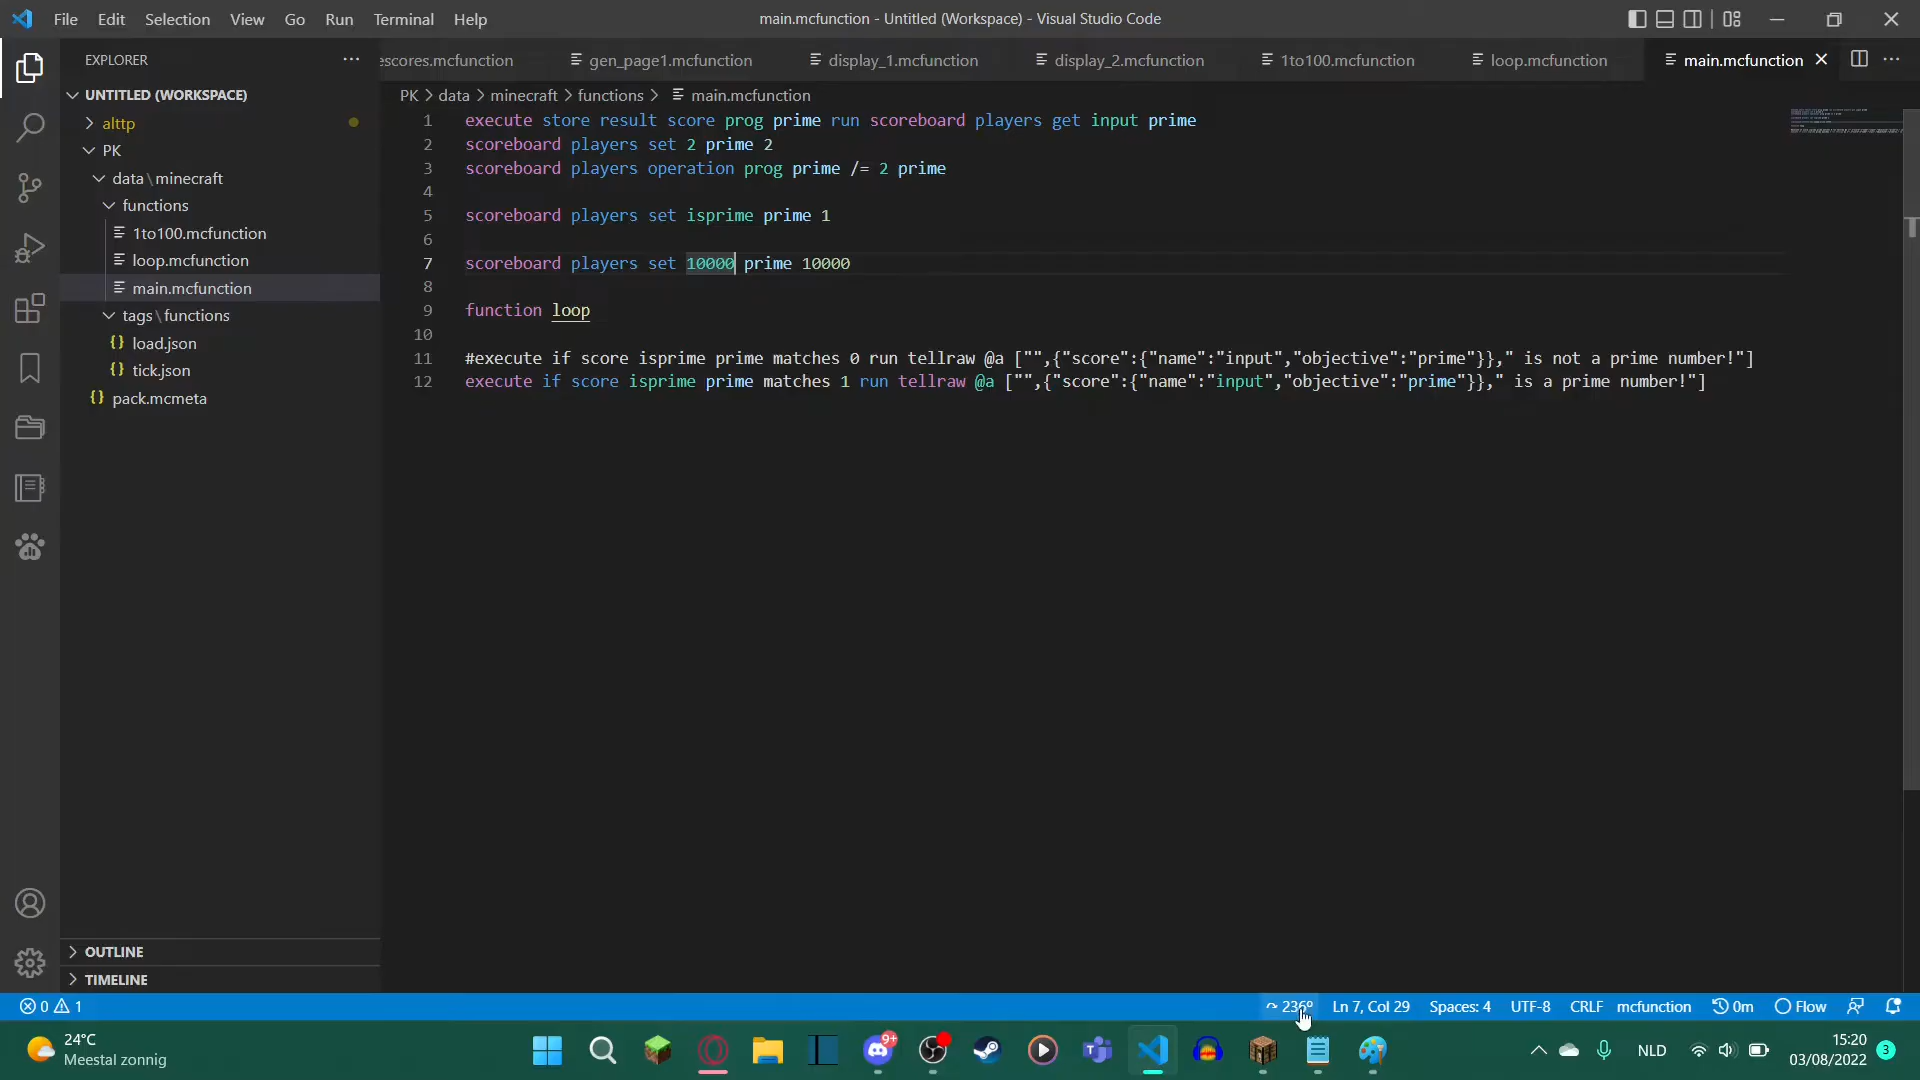 File Edit Selection View Go Run Terminal Help
main.mcfunction - Untitled (Workspace) - Visual Studio Code
EXPLORER
escores.mcfunction
gen_page1.mcfunction
display_1.mcfunction
display_2.mcfunction
1to100.mcfunction
loop.mcfunction
main.mcfunction
UNTITLED (WORKSPACE)
alttp
PK
data\minecraft
functions
1to100.mcfunction
loop.mcfunction
main.mcfunction
tags\functions
{} load.json
{} tick.json
{} pack.mcmeta
OUTLINE
TIMELINE
PK > data > minecraft > functions > main.mcfunction
1 execute store result score prog prime run scoreboard players get input prime
2 scoreboard players set 2 prime 2
3 scoreboard players operation prog prime /= 2 prime
4
5 scoreboard players set isprime prime 1
6
7 scoreboard players set 10000 prime 10000
8
9 function loop
10
11 #execute if score isprime prime matches 0 run tellraw @a ["",{"score":{"name":"input","objective":"prime"}}," is not a prime number!"]
12 execute if score isprime prime matches 1 run tellraw @a ["",{"score":{"name":"input","objective":"prime"}}," is a prime number!"]
0 1
236° Ln 7, Col 29 Spaces: 4 UTF-8 CRLF mcfunction 0m Flow
24°C
Meestal zonnig
9+
NLD
15:20
03/08/2022
3